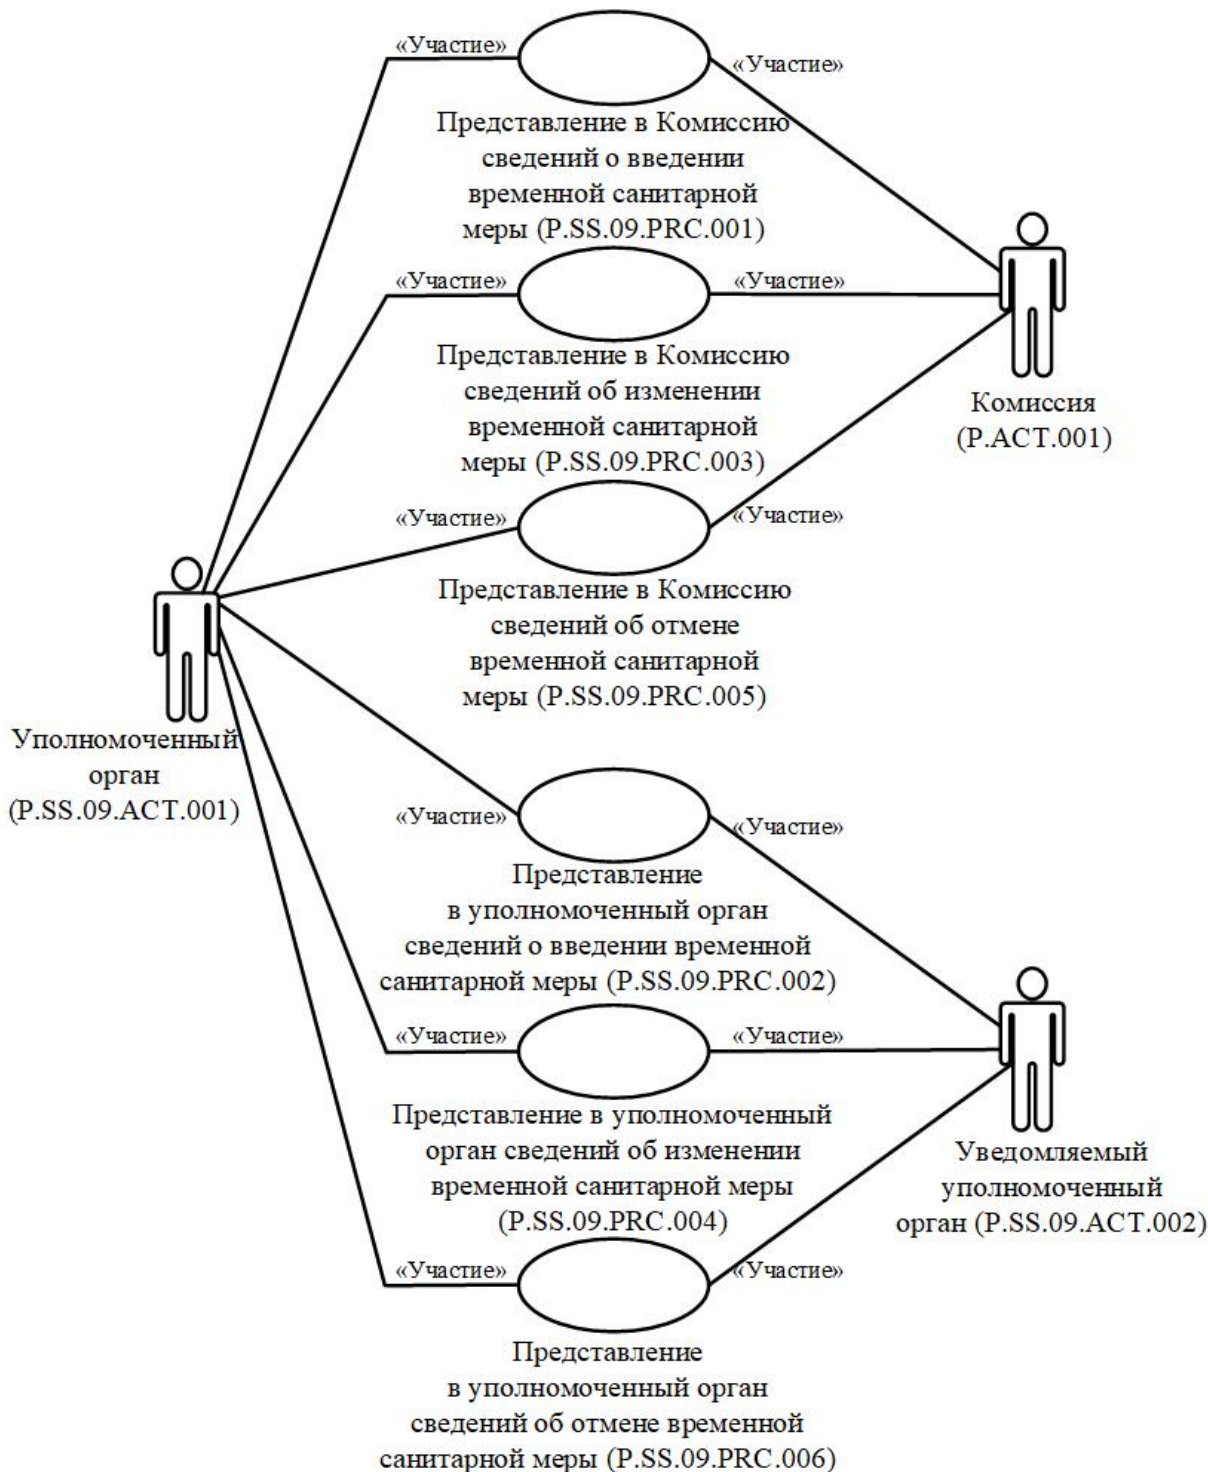 «Участие»
«Участие»
Представление в Комиссию
сведений о введении
временной санитарной
меры (P.SS.09.PRC.001)
«Участие»
«Участие»
Представление в Комиссию
сведений об изменении
временной санитарной
меры (P.SS.09.PRC.003)
Комиссия
(P.ACT.001)
«Участие»
«Участие»
Представление в Комиссию
сведений об отмене
временной санитарной
меры (P.SS.09.PRC.005)
Уполномоченный
орган
(P.SS.09.ACT.001)
«Участие»
«Участие»
Представление
в уполномоченный орган
сведений о введении временной
санитарной меры (P.SS.09.PRC.002)
«Участие»
«Участие»
Представление в уполномоченный
орган сведений об изменении
временной санитарной меры
(P.SS.09.PRC.004)
Уведомляемый
уполномоченный
орган (P.SS.09.ACT.002)
«Участие»
«Участие»
Представление
в уполномоченный орган
сведений об отмене временной
санитарной меры (P.SS.09.PRC.006)